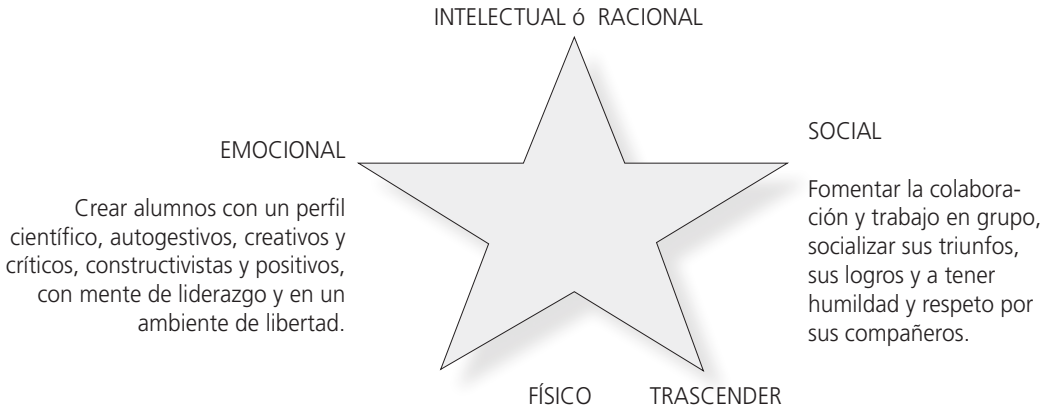 INTELECTUAL ó RACIONAL
EMOCIONAL
Crear alumnos con un perfil
científico, autogestivos, creativos y
críticos, constructivistas y positivos,
con mente de liderazgo y en un
ambiente de libertad.
SOCIAL
Fomentar la colabora-
ción y trabajo en grupo,
socializar sus triunfos,
sus logros y a tener
humildad y respeto por
sus compañeros.
FÍSICO TRASCENDER